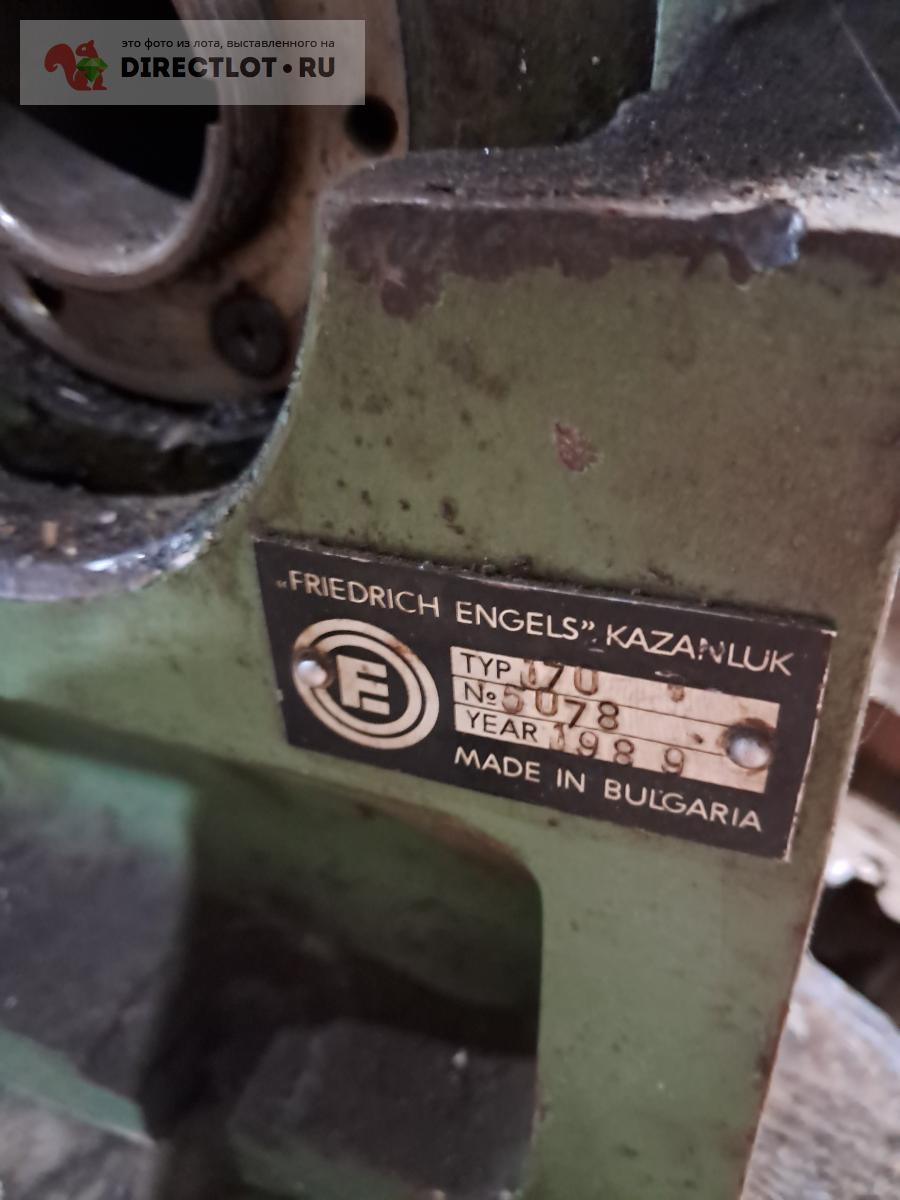 это фото из лота, выставленного на
DIRECTLOT•RU
«FRIEDRICH ENGELS” KAZANLUK
E
TYP J70
№ 5078
YEAR 1989
MADE IN BULGARIA